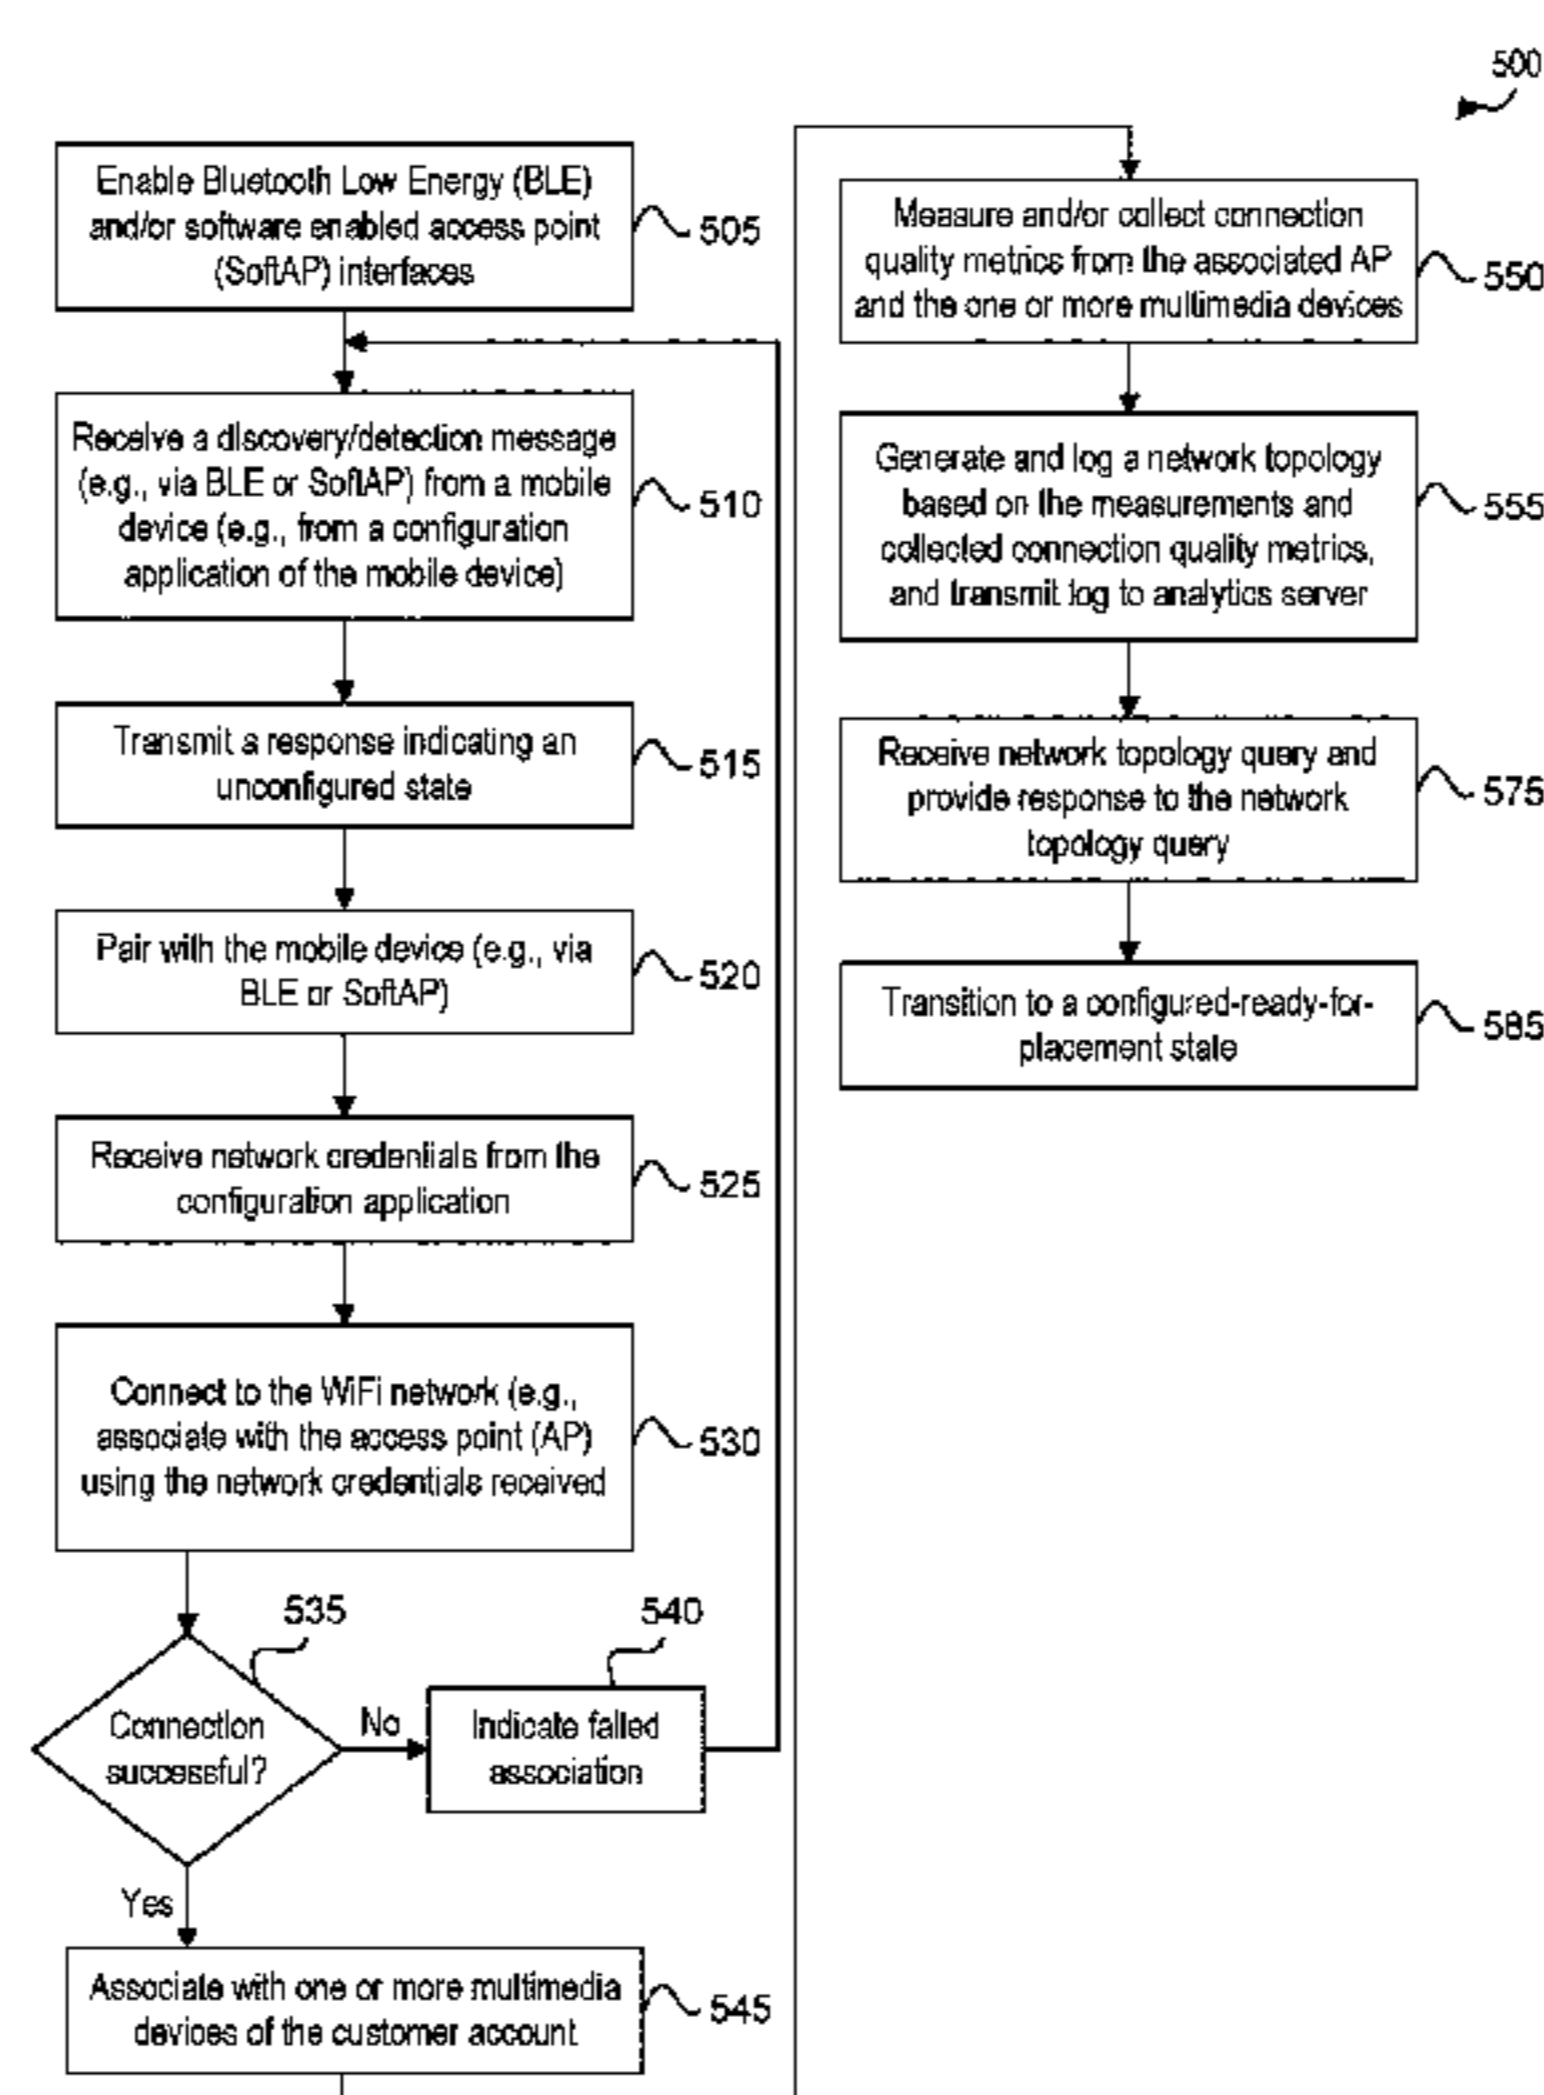 500
Enable Bluetooth Low Energy (BLE)
and/or software enabled access point
(SoftAP) interfaces
505
Receive a discovery/detection message
(e.g., via BLE or SoftAP) from a mobile
device (e.g., from a configuration
application of the mobile device)
510
Transmit a response indicating an
unconfigured state
515
Pair with the mobile device (e.g., via
BLE or SoftAP)
520
Receive network credentials from the
configuration application
525
Connect to the WiFi network (e.g.,
associate with the access point (AP)
using the network credentials received
530
535
Connection
successful?
No
540
Indicate failed
association
Yes
Associate with one or more multimedia
devices of the customer account
545
Measure and/or collect connection
quality metrics from the associated AP
and the one or more multimedia devices
550
Generate and log a network topology
based on the measurements and
collected connection quality metrics,
and transmit log to analytics server
555
Receive network topology query and
provide response to the network
topology query
575
Transition to a configured-ready-for-
placement state
585